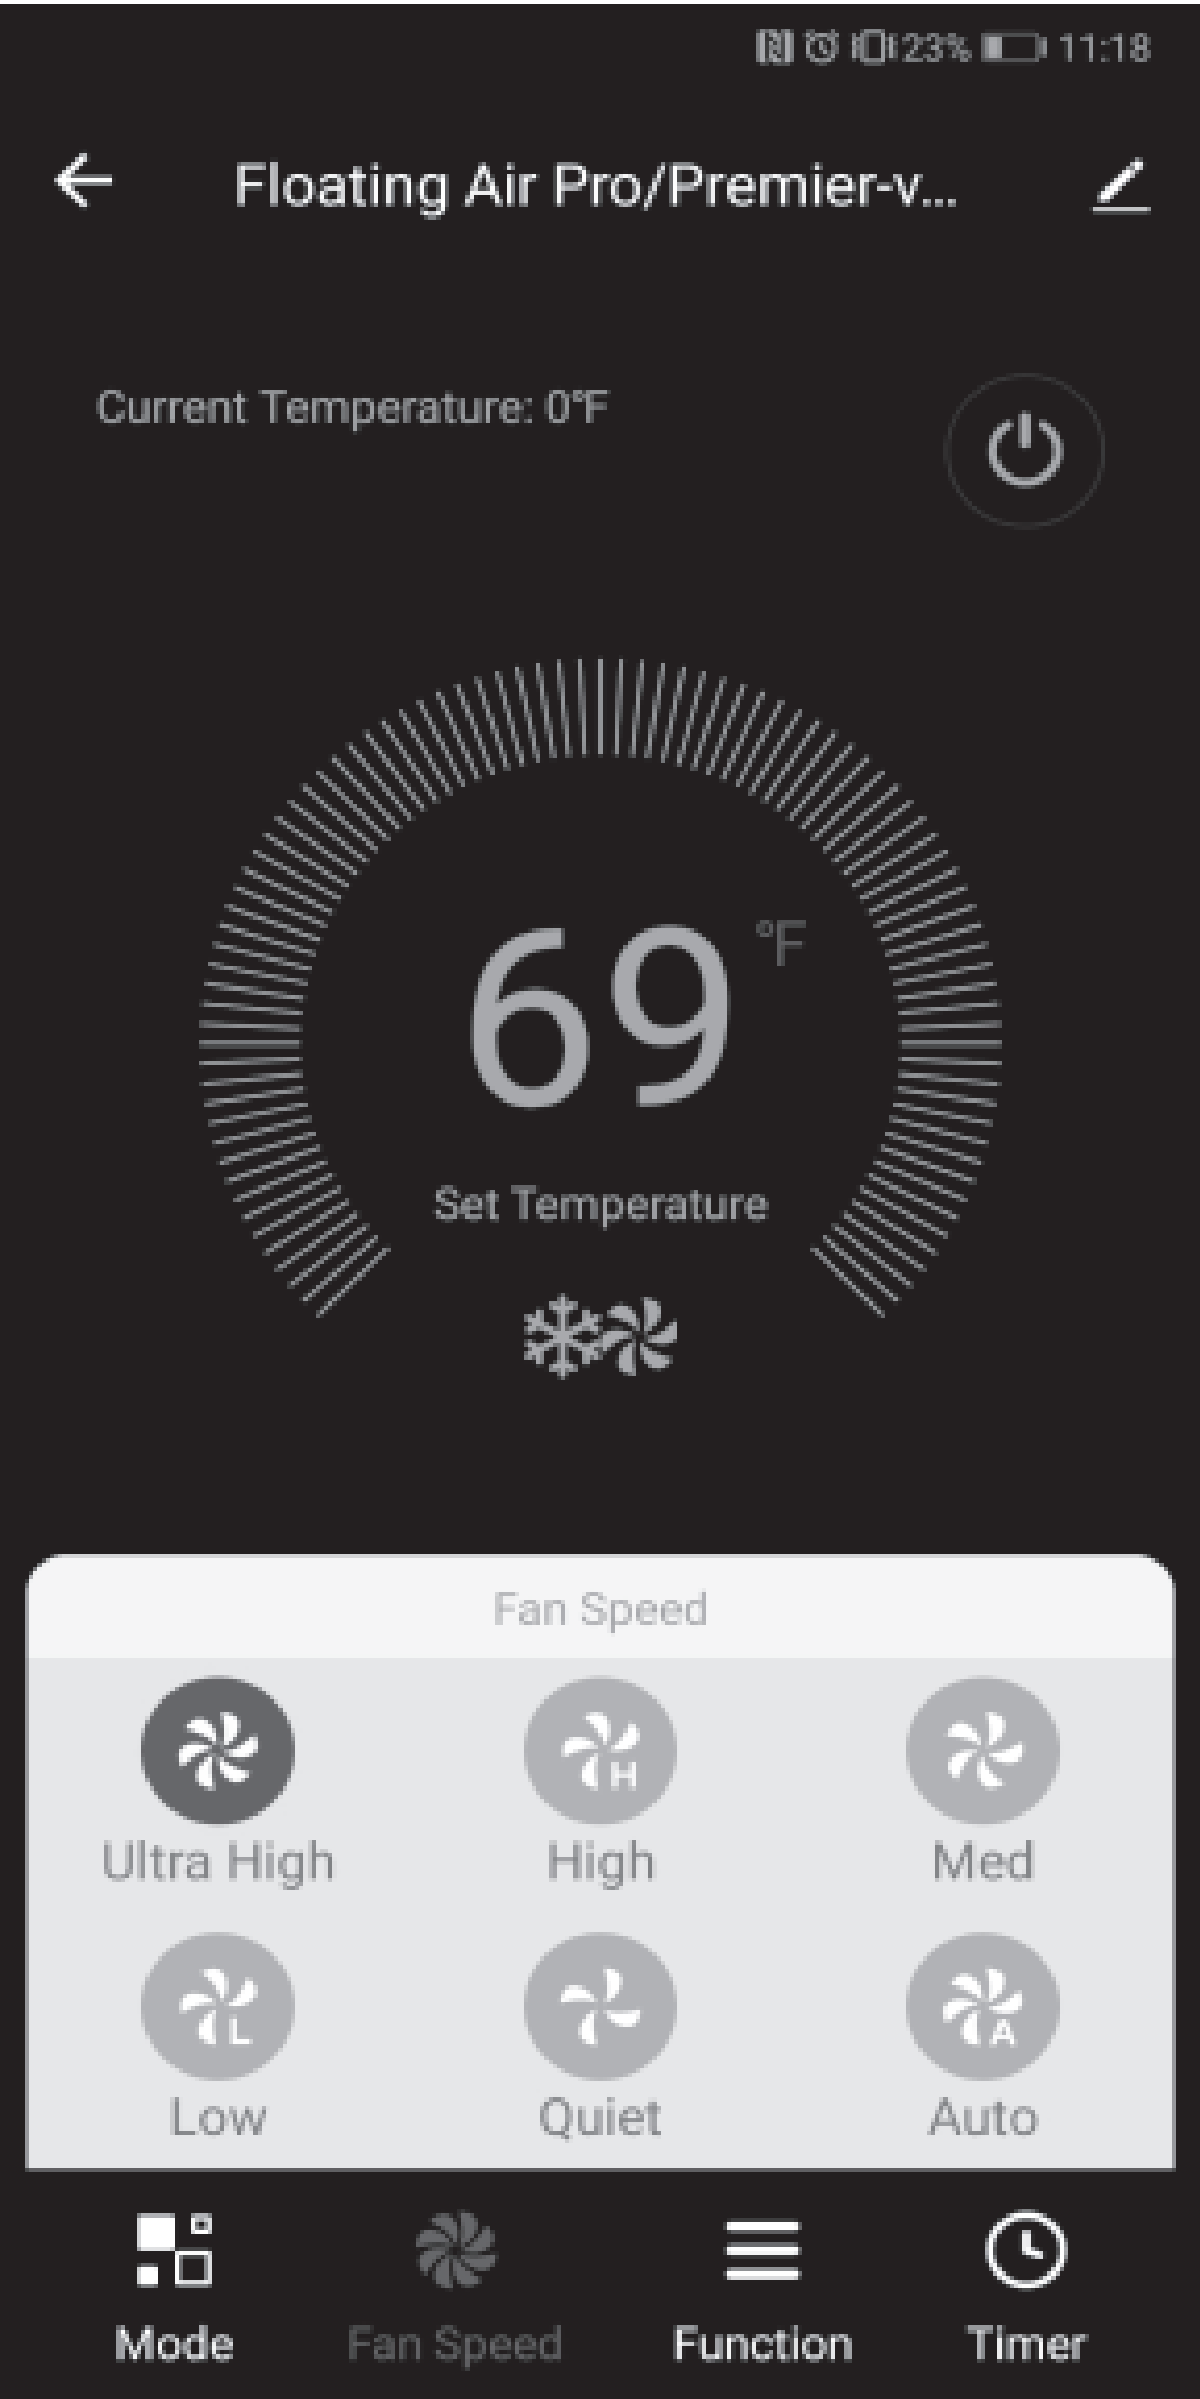 23% 11:18
Floating Air Pro/Premier-v...
Current Temperature: 0°F
69 °F
Set Temperature
Fan Speed
H
Ultra High High Med
L A
Low Quiet Auto
Mode Fan Speed Function Timer